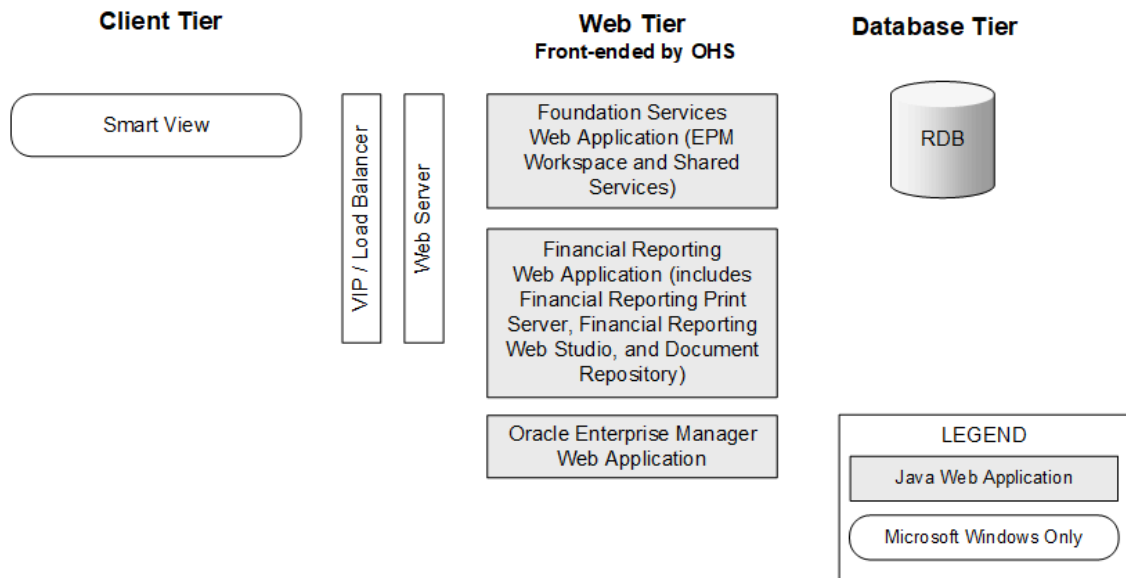 Client Tier
Web Tier
Front-ended by OHS
Database Tier
Smart View
VIP / Load Balancer
Web Server
Foundation Services
Web Application (EPM
Workspace and Shared
Services)
RDB
Financial Reporting
Web Application (includes
Financial Reporting Print
Server, Financial Reporting
Web Studio, and Document
Repository)
Oracle Enterprise Manager
Web Application
LEGEND
Java Web Application
Microsoft Windows Only